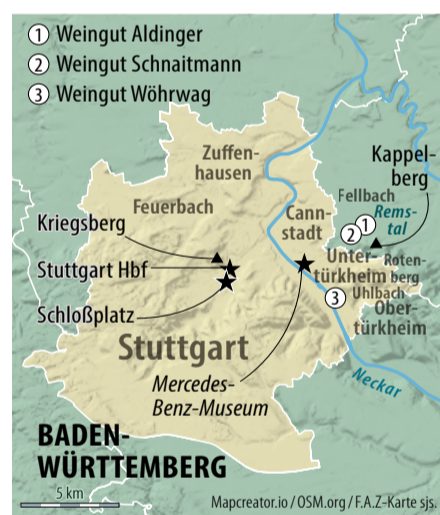 1 Weingut Aldinger
2 Weingut Schnaitmann
3 Weingut Wöhrwag
Zuffen-
hausen
Kappel-
berg
Feuerbach
Fellbach
Kriegsberg
Cann-
stadt
Rems-
tal
1
2
Stuttgart Hbf
Unter-
türkheim
Roten-
berg
Uhlbach
3
Ober-
türkheim
Schloßplatz
Stuttgart
Mercedes-
Benz-Museum
Neckar
BADEN-
WÜRTTEMBERG
5 km
Mapcreator.io / OSM.org / F.A.Z-Karte sjs.